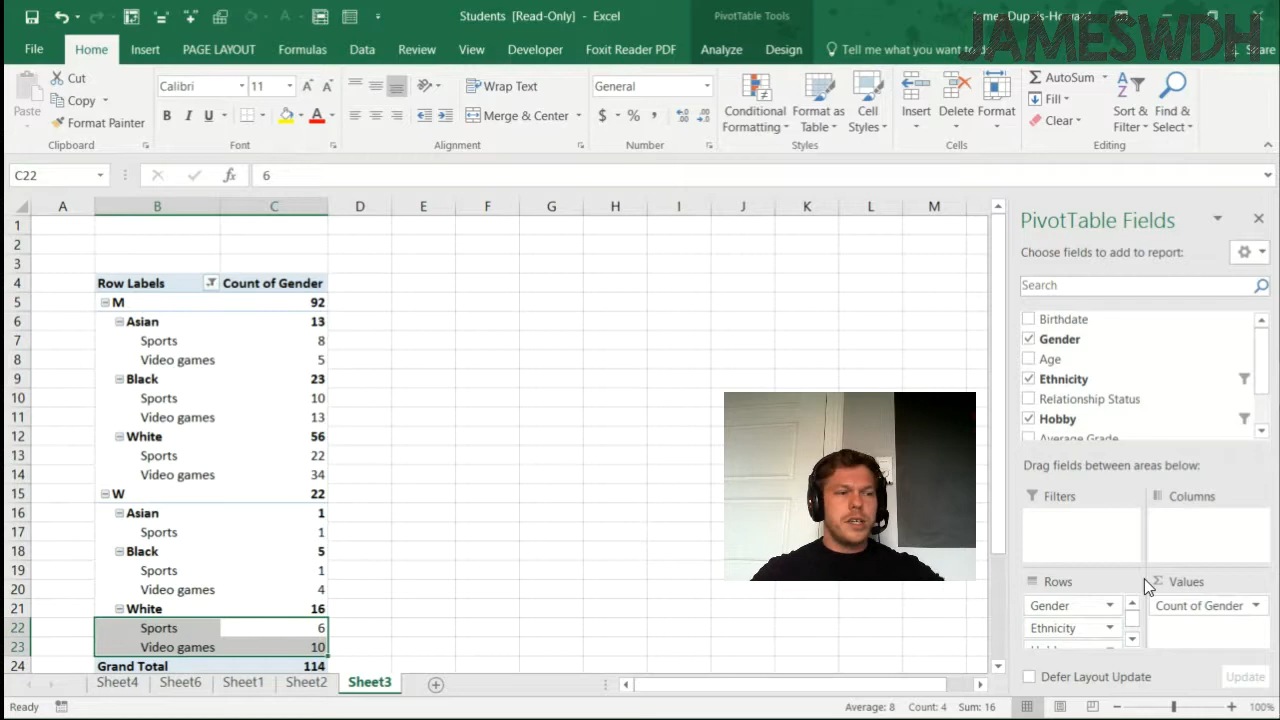 Students [Read-Only] - Excel
PivotTable Tools
JAMESWDH
File Home Insert PAGE LAYOUT Formulas Data Review View Developer Foxit Reader PDF Analyze Design Tell me what you want to do Share
Paste
Cut
Copy
Format Painter
Clipboard
Calibri 11
B I U
A
Font
Wrap Text
Merge & Center
Alignment
General
$ % ,
Number
Conditional Formatting
Format as Table
Cell Styles
Styles
Insert Delete Format
Cells
AutoSum
Fill
Clear
Sort & Filter
Find & Select
Editing
C22 fx 6
A B C D E F G H I J K L M
1
2
3
4 Row Labels Count of Gender
5 M 92
6 Asian 13
7 Sports 8
8 Video games 5
9 Black 23
10 Sports 10
11 Video games 13
12 White 56
13 Sports 22
14 Video games 34
15 W 22
16 Asian 1
17 Sports 1
18 Black 5
19 Sports 1
20 Video games 4
21 White 16
22 Sports 6
23 Video games 10
24 Grand Total 114
PivotTable Fields
Choose fields to add to report:
Search
Birthdate
Gender
Age
Ethnicity
Relationship Status
Hobby
Average Grade
Drag fields between areas below:
Filters
Columns
Rows
Σ Values
Gender
Count of Gender
Ethnicity
Defer Layout Update
Update
Sheet4 Sheet6 Sheet1 Sheet2 Sheet3
Ready Average: 8 Count: 4 Sum: 16 100%